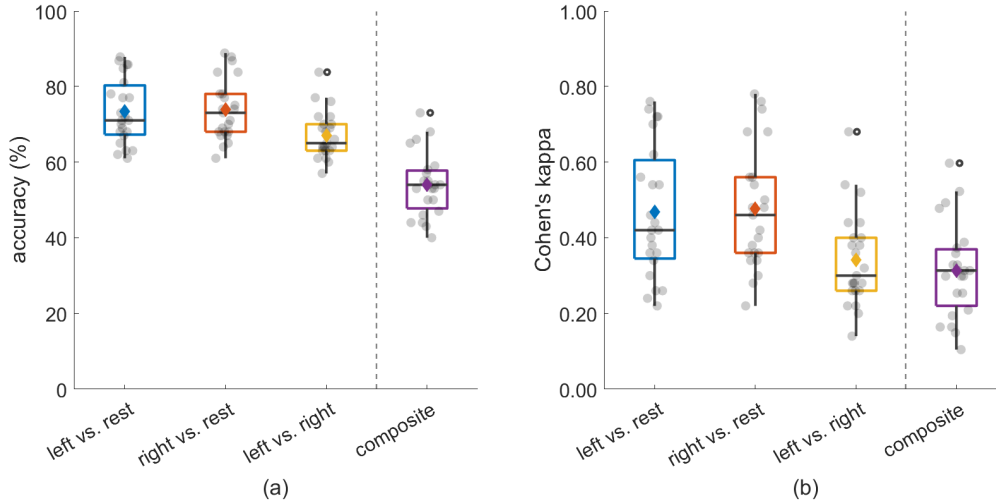 100
80
60
40
20
0
accuracy (%)
left vs. rest
right vs. rest
left vs. right
composite
(a)
1.00
0.80
0.60
0.40
0.20
0.00
Cohen's kappa
left vs. rest
right vs. rest
left vs. right
composite
(b)